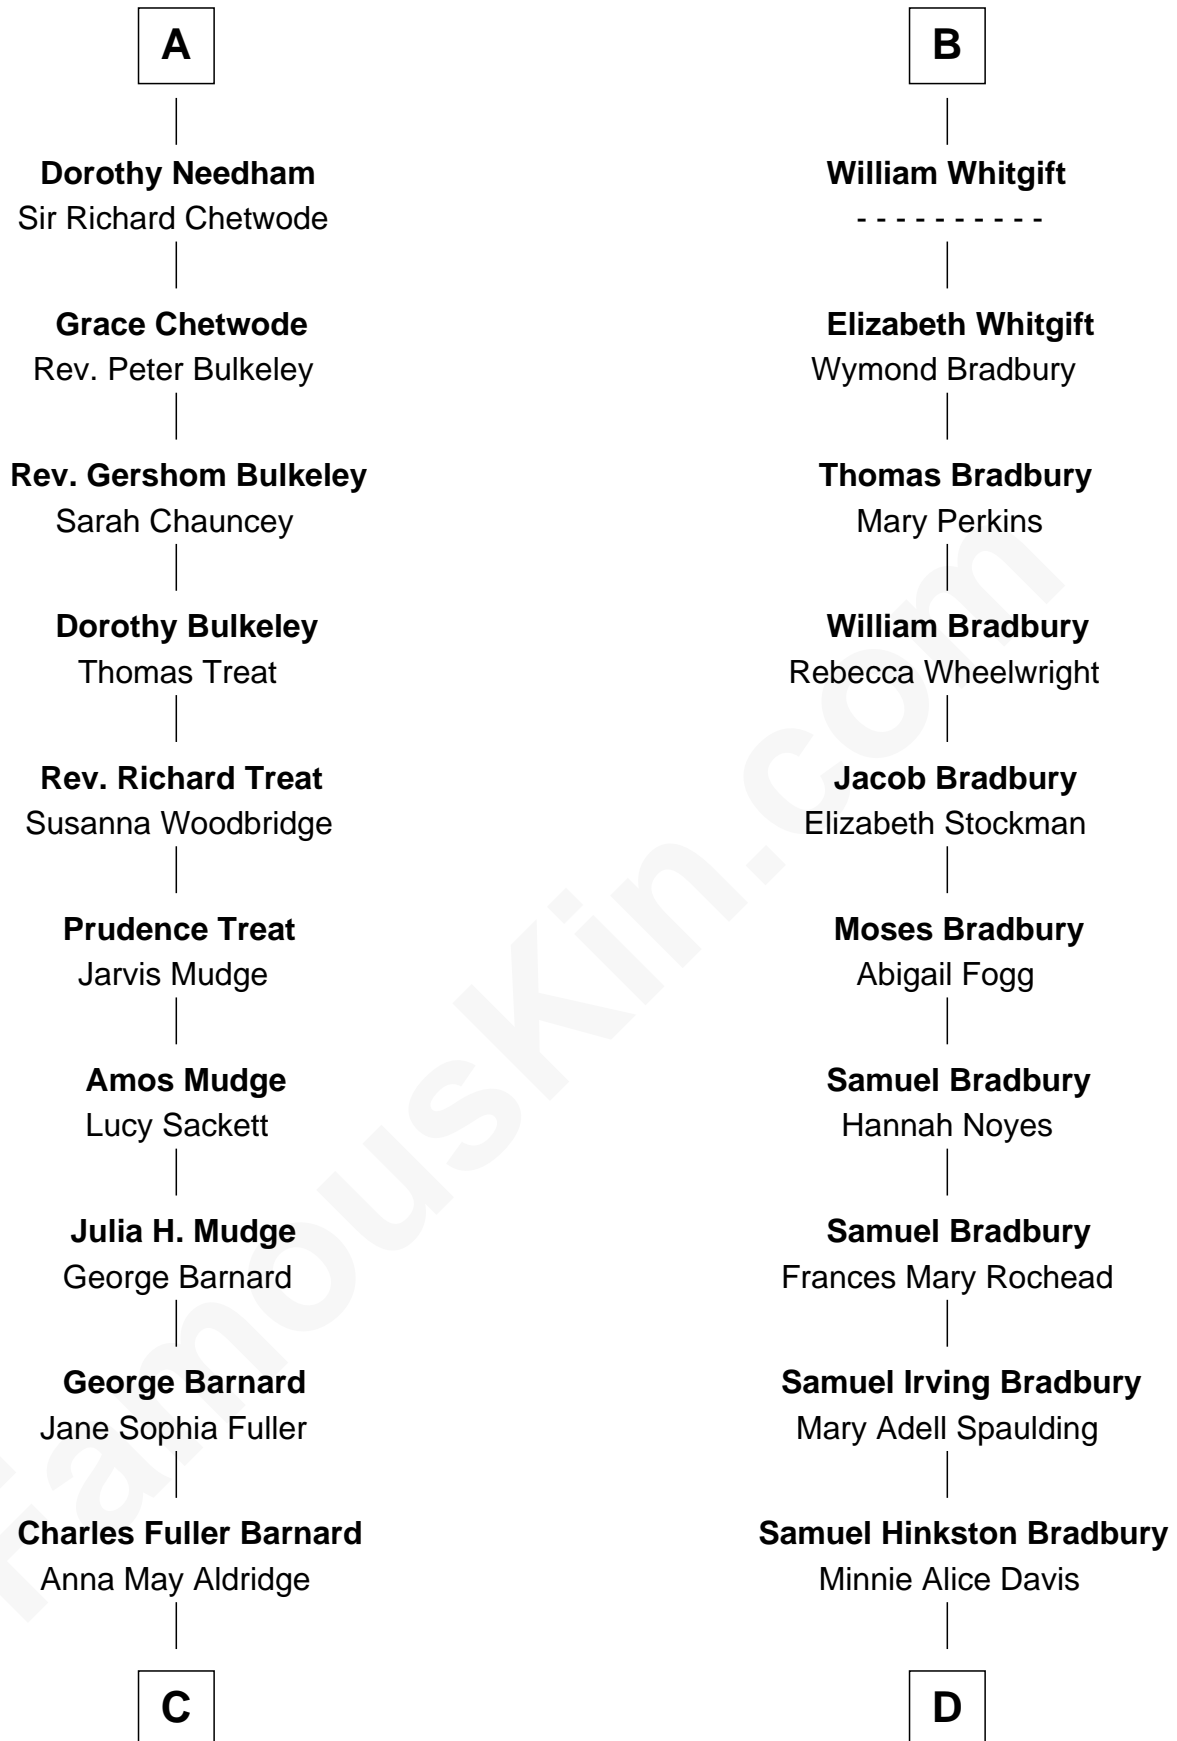 A
Dorothy Needham
Sir Richard Chetwode
Grace Chetwode
Rev. Peter Bulkeley
Rev. Gershom Bulkeley
Sarah Chauncey
Dorothy Bulkeley
Thomas Treat
Rev. Richard Treat
Susanna Woodbridge
Prudence Treat
Jarvis Mudge
Amos Mudge
Lucy Sackett
Julia H. Mudge
George Barnard
George Barnard
Jane Sophia Fuller
Charles Fuller Barnard
Anna May Aldridge
C
B
William Whitgift
- - - - - - - - - -
Elizabeth Whitgift
Wymond Bradbury
Thomas Bradbury
Mary Perkins
William Bradbury
Rebecca Wheelwright
Jacob Bradbury
Elizabeth Stockman
Moses Bradbury
Abigail Fogg
Samuel Bradbury
Hannah Noyes
Samuel Bradbury
Frances Mary Rochead
Samuel Irving Bradbury
Mary Adell Spaulding
Samuel Hinkston Bradbury
Minnie Alice Davis
D
FamousKin.com